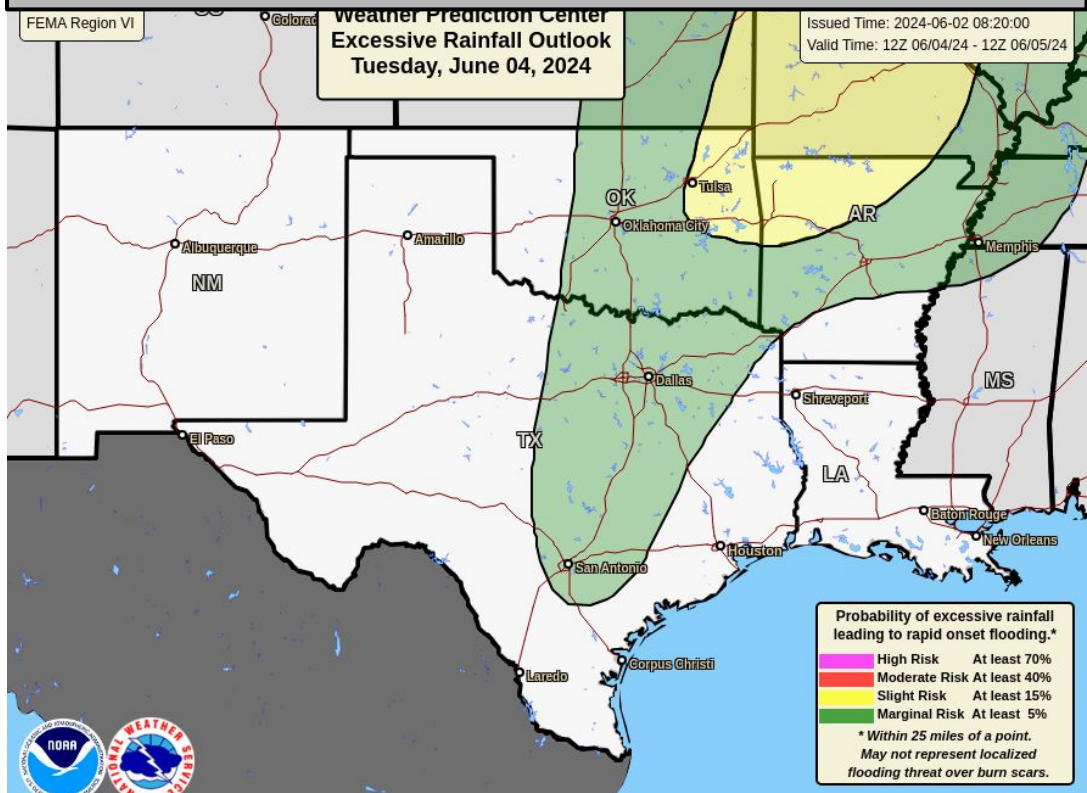 FEMA Region VI
Weather Prediction Center
Excessive Rainfall Outlook
Tuesday, June 04, 2024
Issued Time: 2024-06-02 08:20:00
Valid Time: 12Z 06/04/24 - 12Z 06/05/24
Tulsa
OK
Oklahoma City
AR
Amarillo
Albuquerque
Memphis
NM
Dallas
MS
Shreveport
El Paso
TX
LA
Baton Rouge
New Orleans
Houston
San Antonio
Corpus Christi
Laredo
Probability of excessive rainfall
leading to rapid onset flooding.*
High Risk At least 70%
Moderate Risk At least 40%
Slight Risk At least 15%
Marginal Risk At least 5%
* Within 25 miles of a point.
May not represent localized
flooding threat over burn scars.
NOAA
NATIONAL WEATHER SERVICE